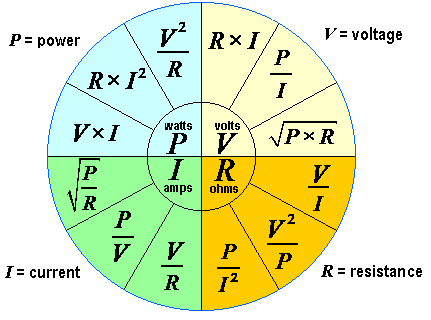 P = power
V = voltage
V²/R
R × I
R × I²
P/I
V × I
√(P × R)
watts
volts
P
V
I
R
amps
ohms
√(P/R)
V/I
P/V
V²/P
V/R
P/I²
I = current
R = resistance